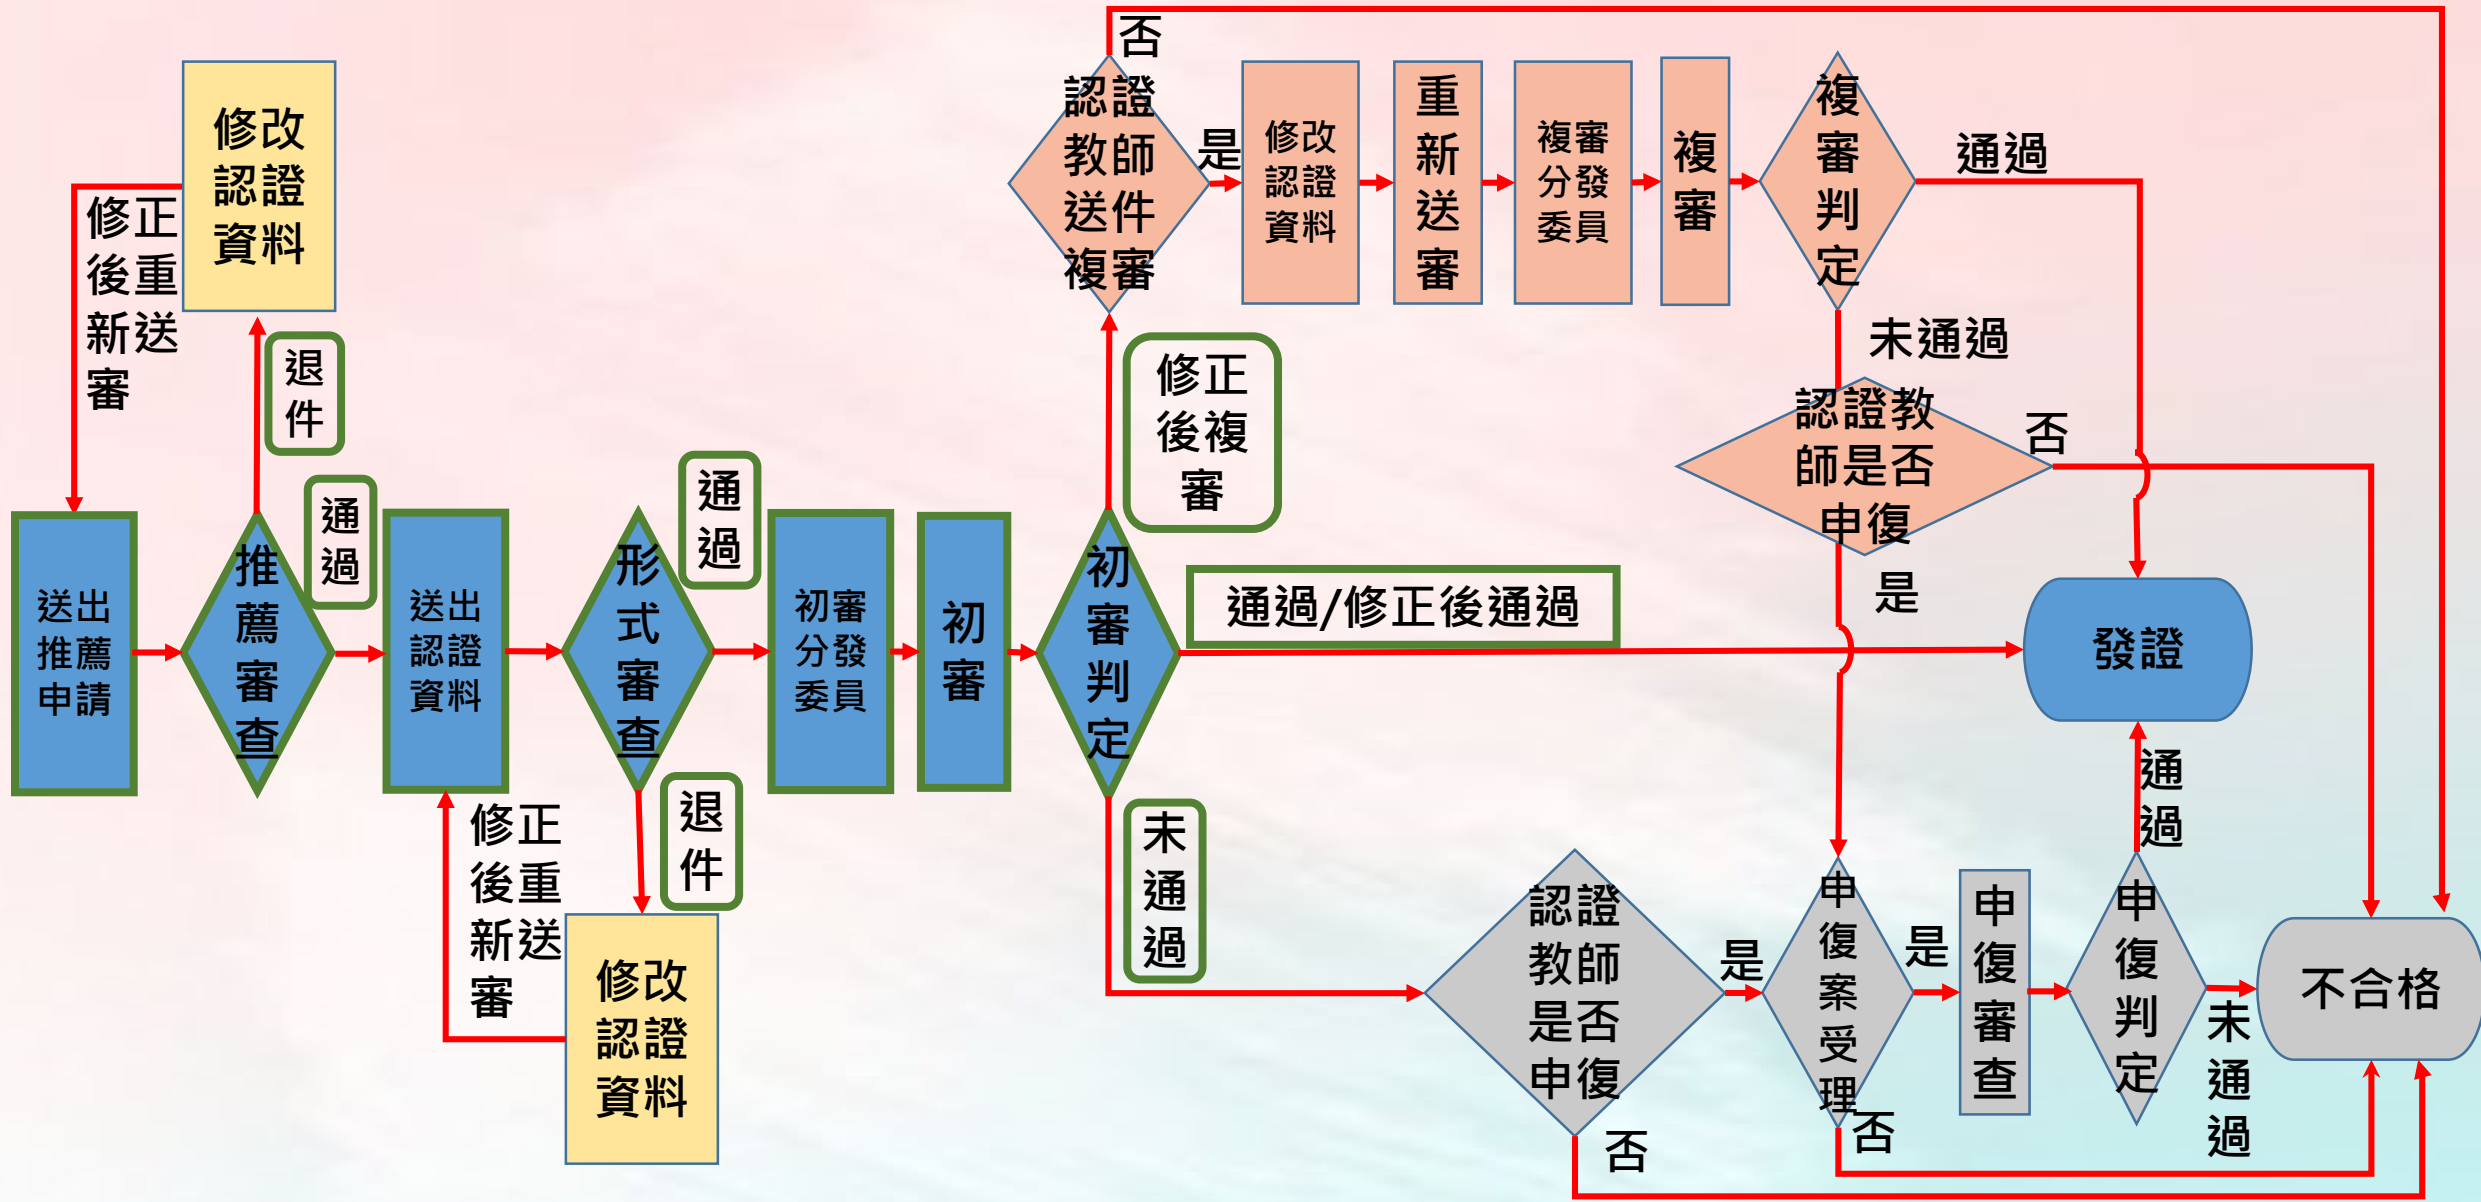 修改
認證
資料
修正
後重
新送
審
退
件
通
過
送出
推薦
申請
推
薦
審
查
送出
認證
資料
形
式
審
查
通
過
退
件
修正
後重
新送
審
修改
認證
資料
初審
分發
委員
初
審
初
審
判
定
修正
後複
審
通過/修正後通過
未
通
過
否
認證
教師
送件
複審
是
修改
認證
資料
重
新
送
審
複審
分發
委員
複
審
複
審
判
定
通過
未通過
認證教
師是否
申復
否
是
發證
認證
教師
是否
申復
是
否
申
復
案
受
理
是
否
申
復
審
查
申
復
判
定
通
過
未
通
過
不合格